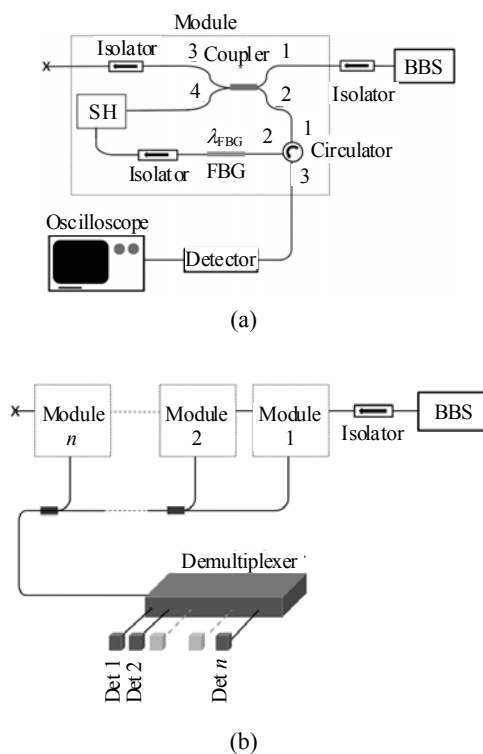 Module
Isolator
3
Coupler
1
BBS
4
2
Isolator
SH
λFBG
2
1
Circulator
Isolator
FBG
3
Oscilloscope
Detector
(a)
Module
n
Module
2
Module
1
Isolator
BBS
Demultiplexer
Det 1
Det 2
Det n
(b)